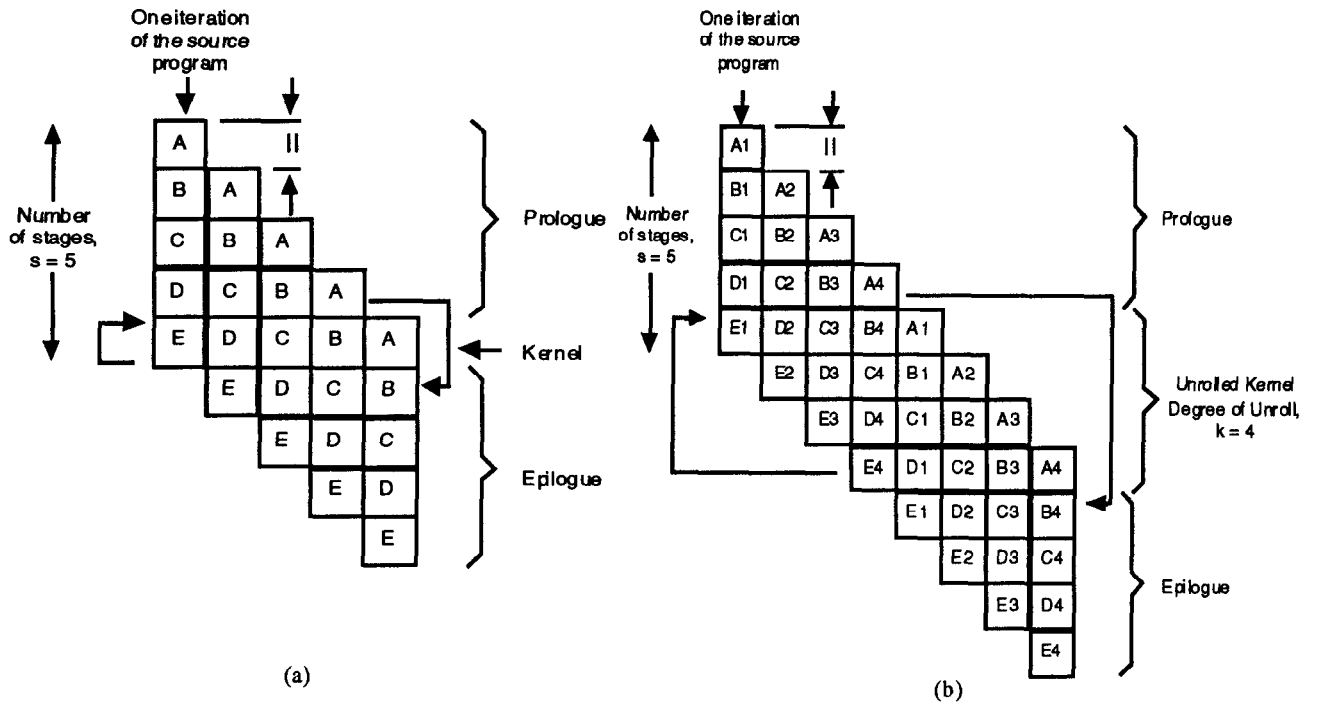 One iteration
of the source
program
A
II
B A
C B A
D C B A
E D C B A
E D C B
E D C
E D
E
Number
of stages,
s = 5
Prologue
Kernel
Epilogue
(a)
One iteration
of the source
program
A1
II
B1 A2
C1 B2 A3
D1 C2 B3 A4
E1 D2 C3 B4 A1
E2 D3 C4 B1 A2
E3 D4 C1 B2 A3
E4 D1 C2 B3 A4
E1 D2 C3 B4
E2 D3 C4
E3 D4
E4
Number
of stages,
s = 5
Prologue
Unrolled Kernel
Degree of Unroll,
k = 4
Epilogue
(b)